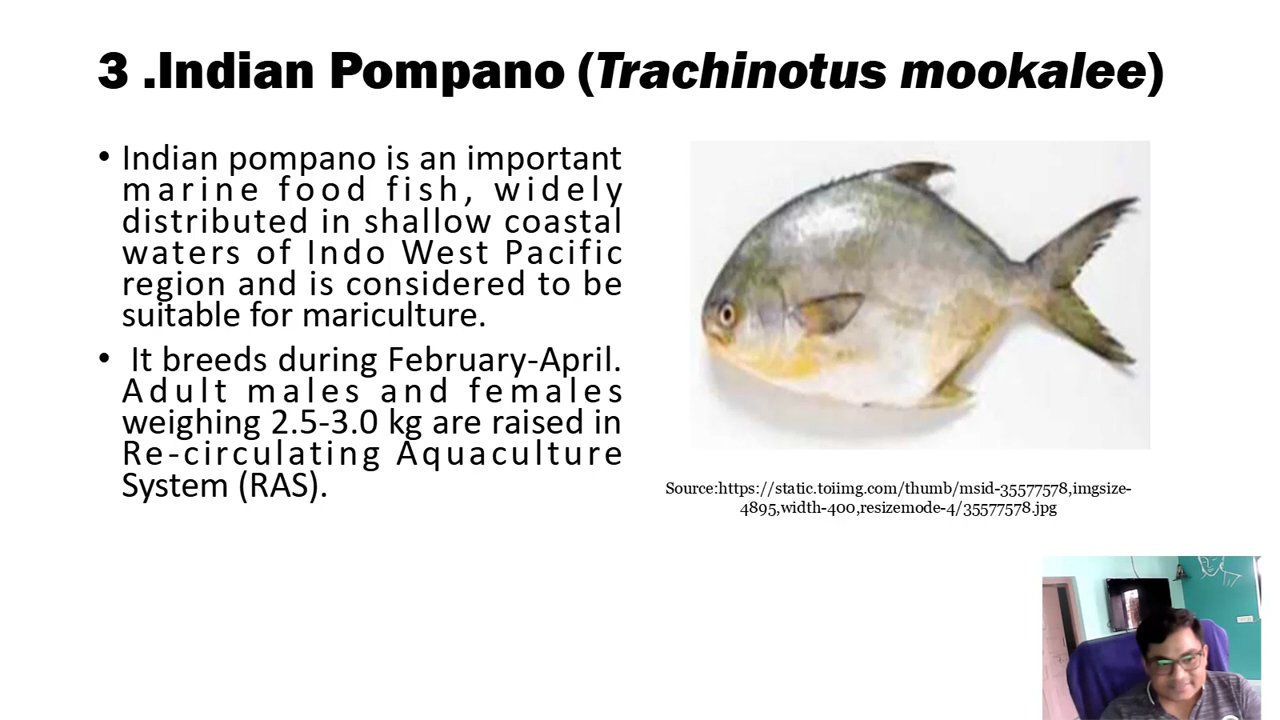 3 .Indian Pompano (Trachinotus mookalee)
• Indian pompano is an important
marine food fish, widely
distributed in shallow coastal
waters of Indo West Pacific
region and is considered to be
suitable for mariculture.
• It breeds during February-April.
Adult males and females
weighing 2.5-3.0 kg are raised in
Re-circulating Aquaculture
System (RAS).
Source:https://static.toiimg.com/thumb/msid-35577578,imgsize-
4895,width-400,resizemode-4/35577578.jpg